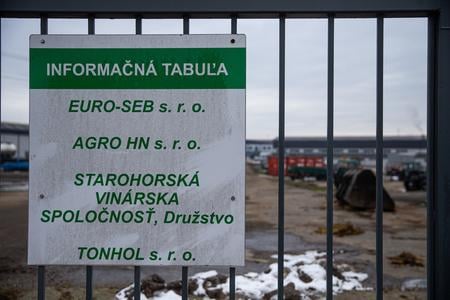 INFORMAČNÁ TABUĽA
EURO-SEB s. r. o.
AGRO HN s. r. o.
STAROHORSKÁ
VINÁRSKA
SPOLOČNOSŤ, Družstvo
TONHOL s. r. o.